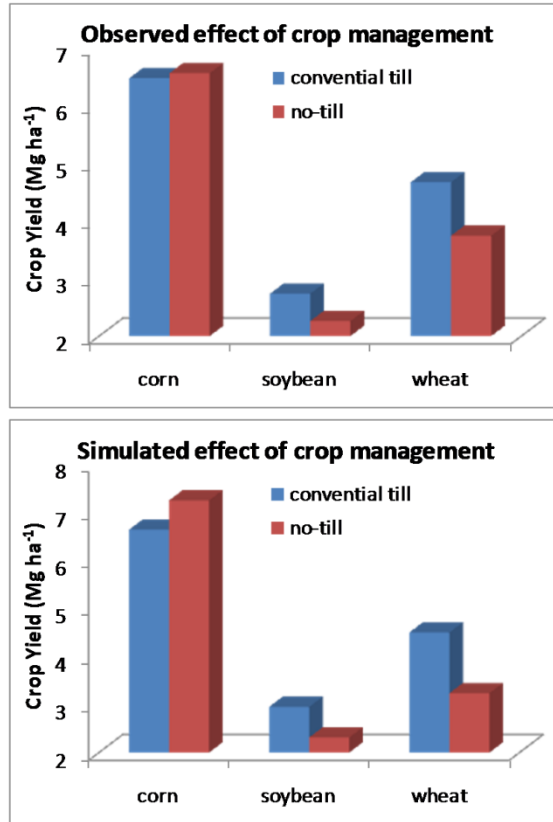 Observed effect of crop management
convential till
no-till
Crop Yield (Mg ha⁻¹)
7
6
5
4
3
2
corn soybean wheat
Simulated effect of crop management
convential till
no-till
Crop Yield (Mg ha⁻¹)
8
7
6
5
4
3
2
corn soybean wheat